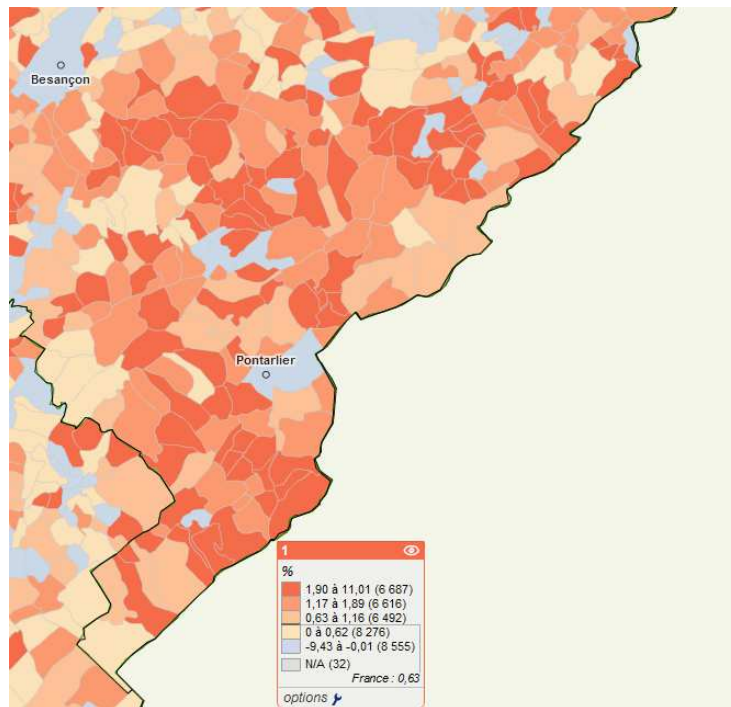 Besançon
Pontarlier
1
%
1,90 à 11,01 (6 687)
1,17 à 1,89 (6 616)
0,63 à 1,16 (6 492)
0 à 0,62 (8 276)
-9,43 à -0,01 (8 555)
N/A (32)
France : 0,63
options